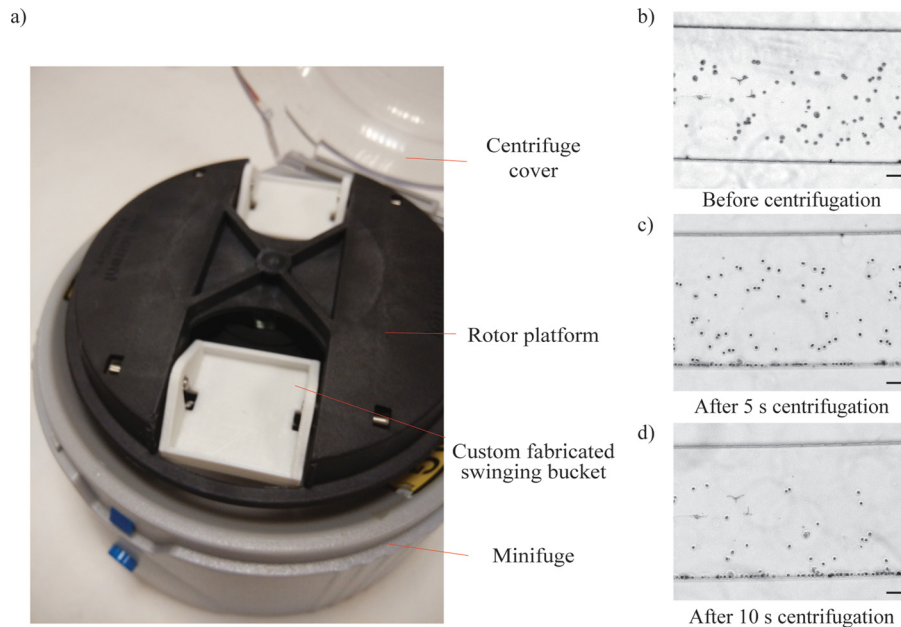 a)
Centrifuge
cover
Rotor platform
Custom fabricated
swinging bucket
Minifuge
b)
Before centrifugation
c)
After 5 s centrifugation
d)
After 10 s centrifugation